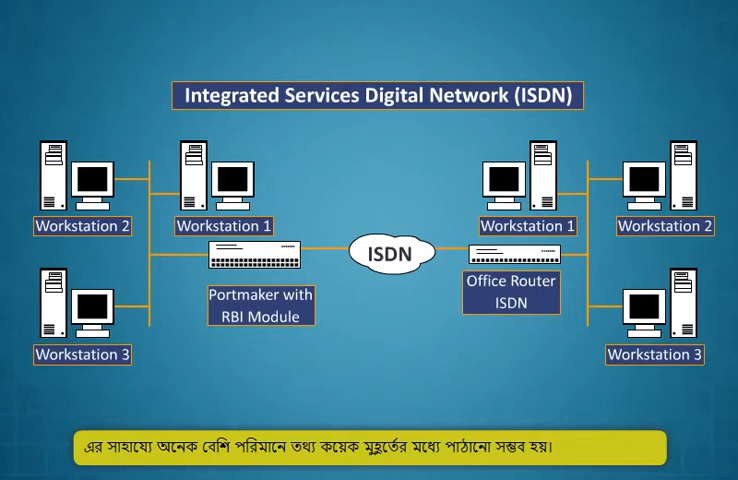 Integrated Services Digital Network (ISDN)
Workstation 2
Workstation 1
Workstation 1
Workstation 2
ISDN
Portmaker with
RBI Module
Office Router
ISDN
Workstation 3
Workstation 3
এর সাহায্যে অনেক বেশি পরিমানে তথ্য কয়েক মুহূর্তের মধ্যে পাঠানো সম্ভব হয়।